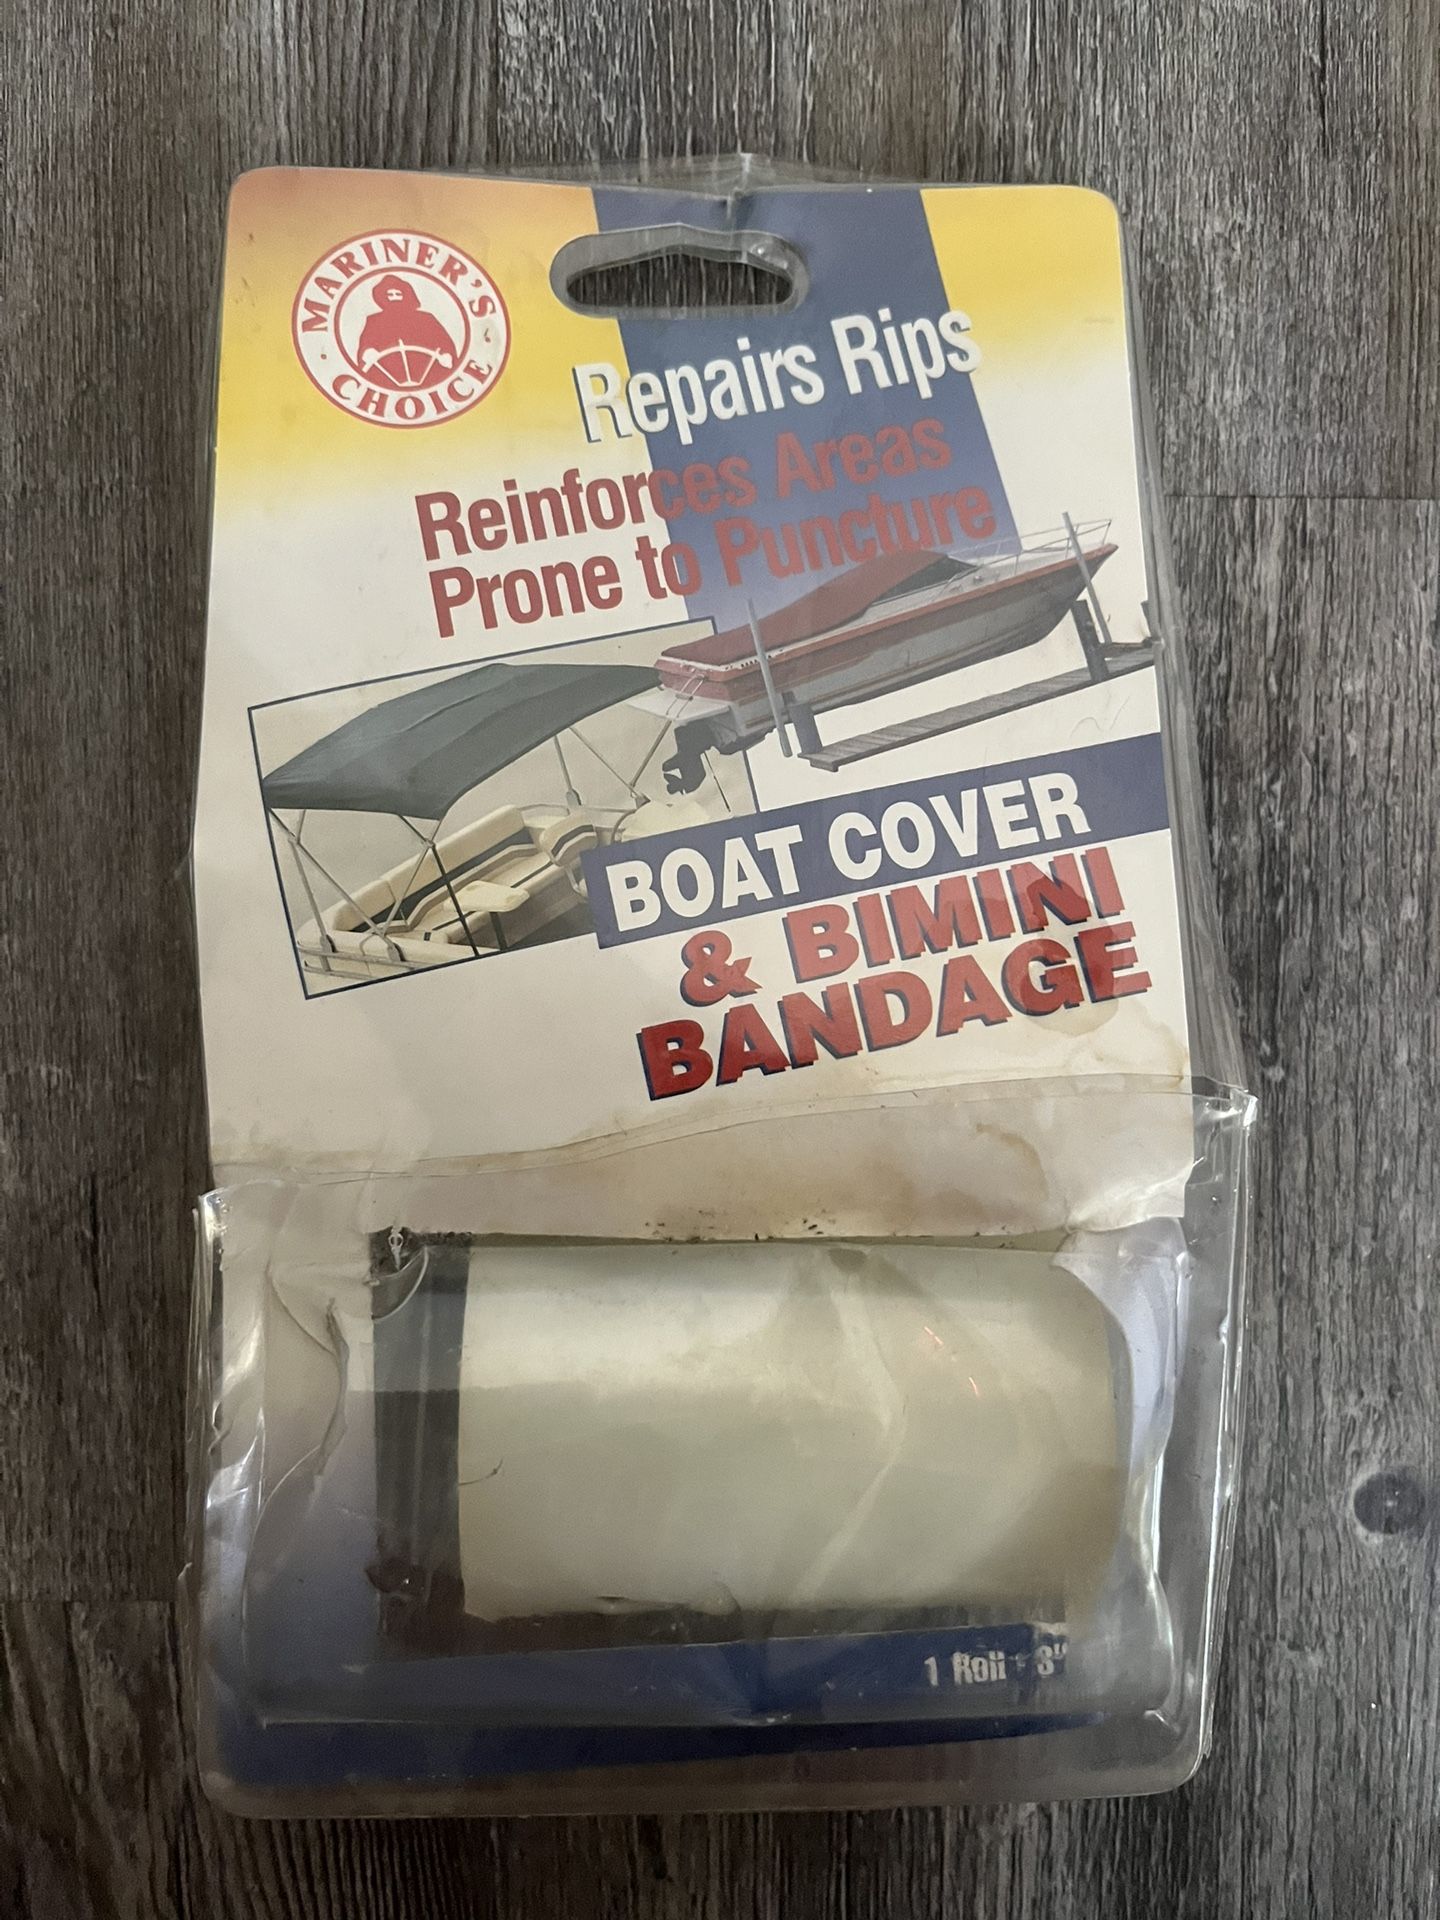 MARINER'S
CHOICE
Repairs Rips
Reinforces Areas
Prone to Puncture
BOAT COVER
& BIMINI
BANDAGE
1 Roll